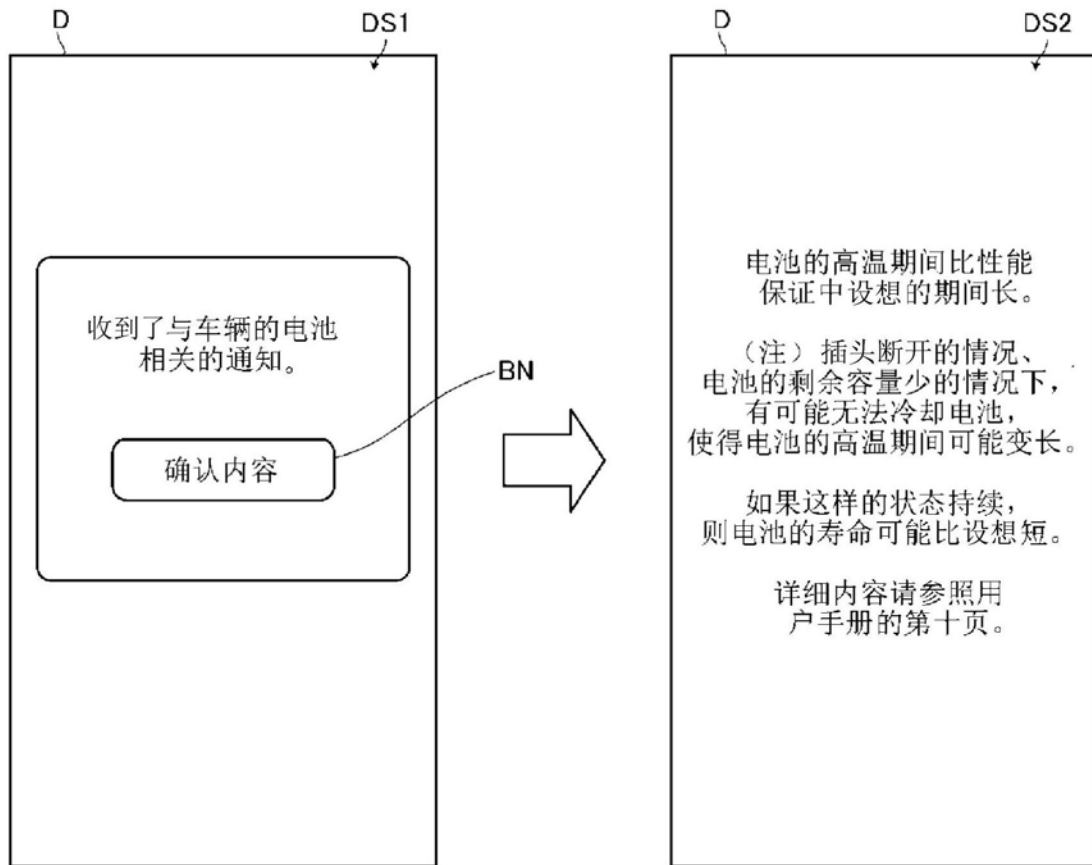 D
DS1
收到了与车辆的电池
相关的通知。
确认内容
BN
D
DS2
电池的高温期间比性能
保证中设想的期间长。
（注）插头断开的情况、
电池的剩余容量少的情况下，
有可能无法冷却电池，
使得电池的高温期间可能变长。
如果这样的状态持续，
则电池的寿命可能比设想短。
详细内容请参照用
户手册的第十页。